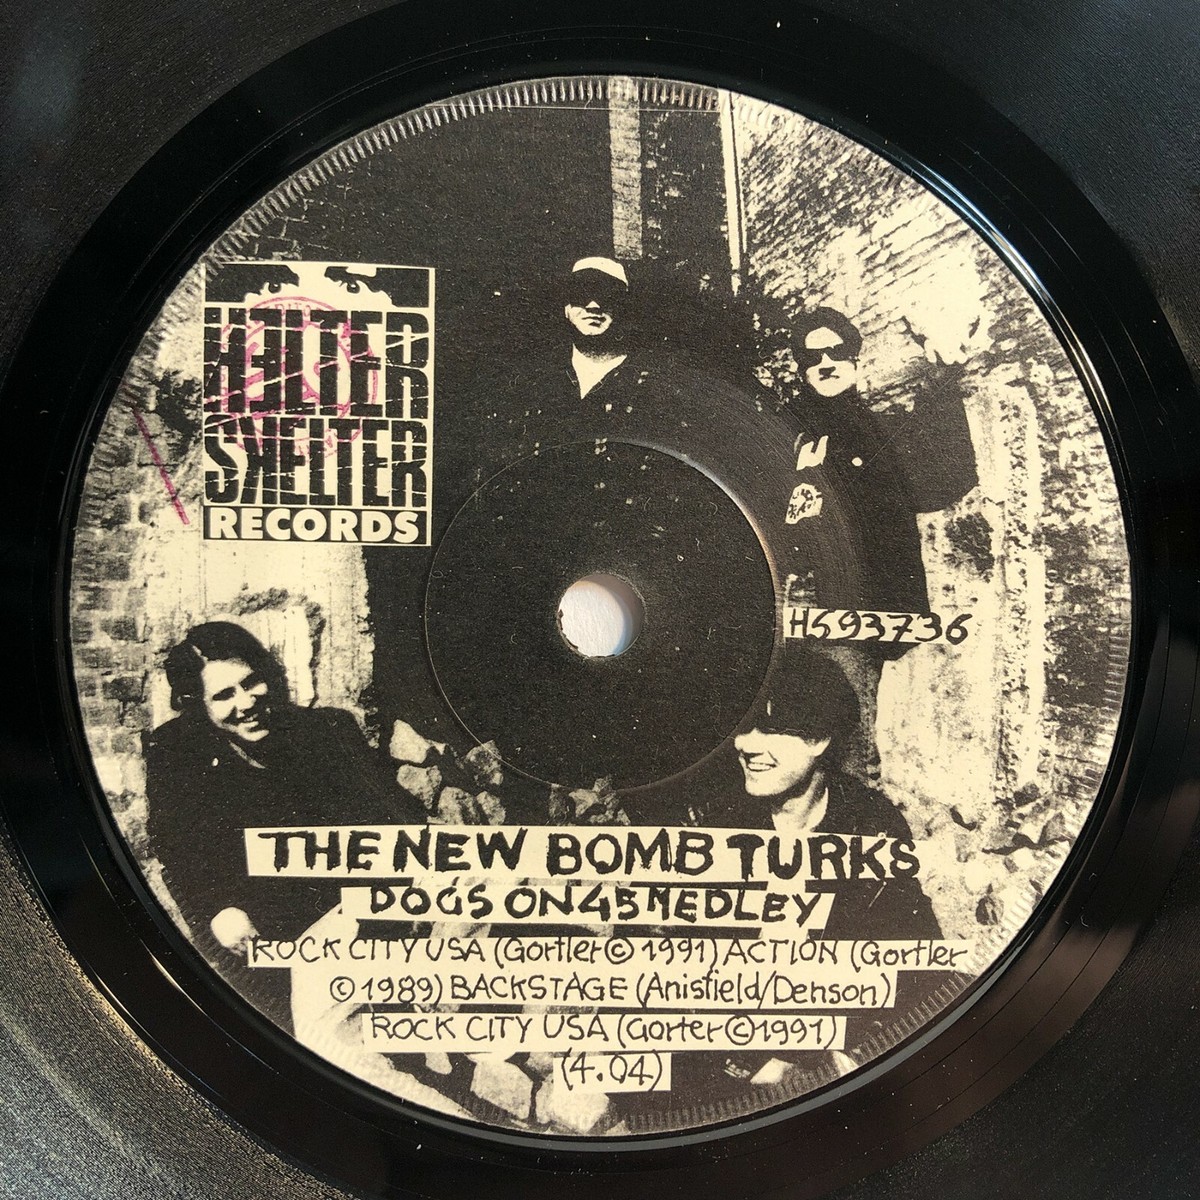 HELTER
SKELTER
RECORDS
HS93736
THE NEW BOMB TURKS
DOGS ON 45 MEDLEY
ROCK CITY USA (Gortler © 1991) ACTION (Gortler
© 1989) BACKSTAGE (Anisfield/Denson)
ROCK CITY USA (Gorter © 1991)
(4.04)